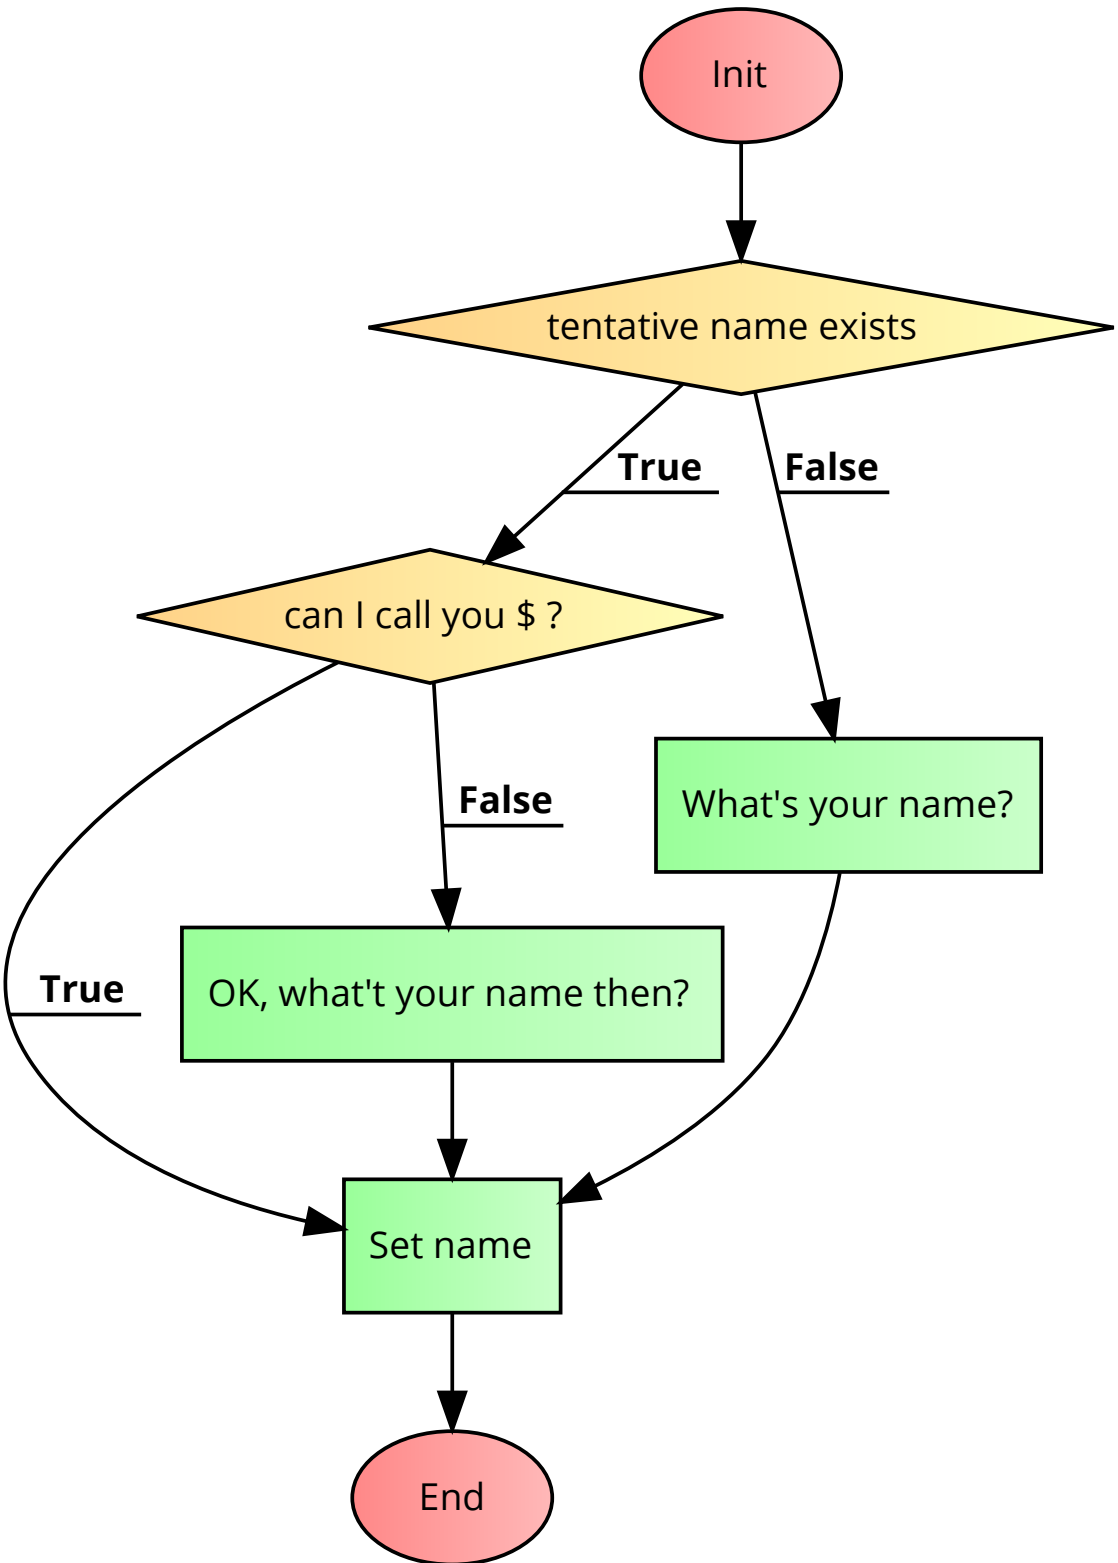 Init
tentative name exists
True
False
can I call you $ ?
False
What's your name?
True
OK, what't your name then?
Set name
End